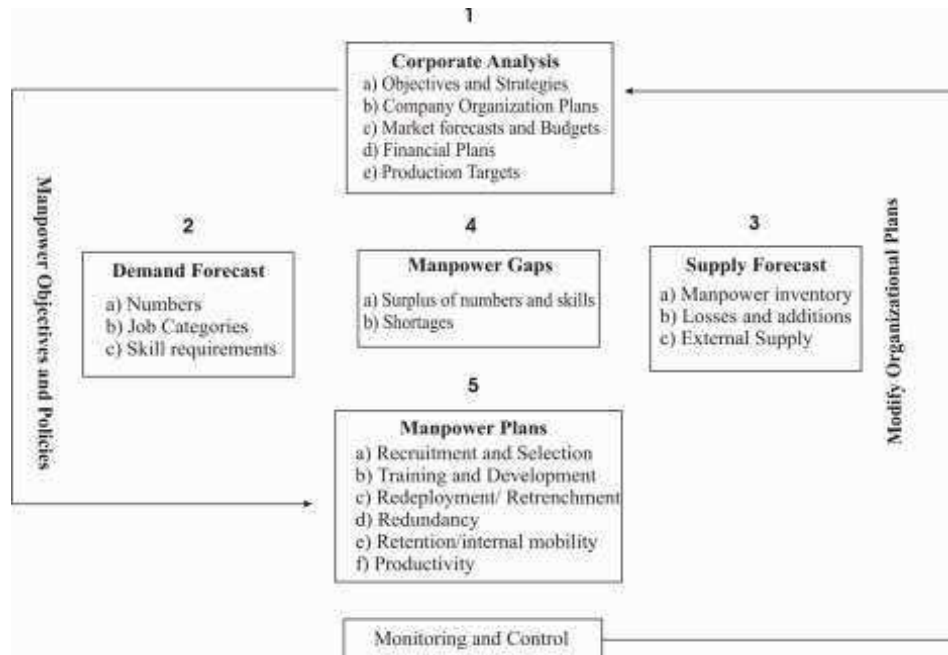 1
Corporate Analysis
a) Objectives and Strategies
b) Company Organization Plans
c) Market forecasts and Budgets
d) Financial Plans
e) Production Targets
Manpower Objectives and Policies
2
Demand Forecast
a) Numbers
b) Job Categories
c) Skill requirements
4
Manpower Gaps
a) Surplus of numbers and skills
b) Shortages
3
Supply Forecast
a) Manpower inventory
b) Losses and additions
c) External Supply
Modify Organizational Plans
5
Manpower Plans
a) Recruitment and Selection
b) Training and Development
c) Redeployment/ Retrenchment
d) Redundancy
e) Retention/internal mobility
f) Productivity
Monitoring and Control